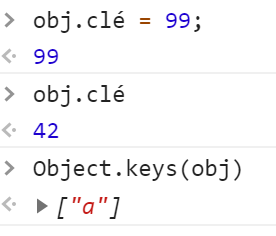 obj.clé = 99;
99
obj.clé
42
Object.keys(obj)
["a"]